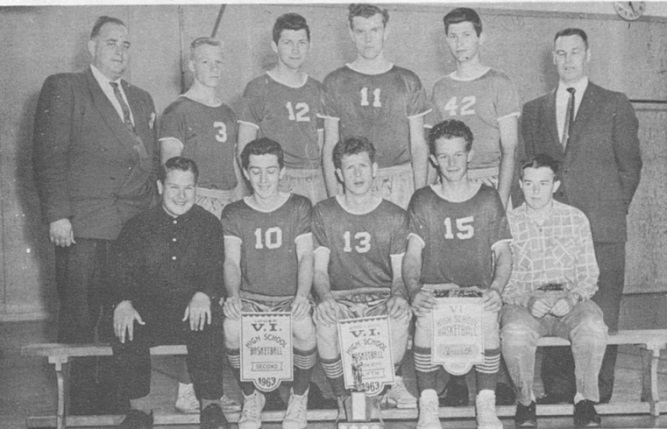 3
12
11
42
10
13
15
V.I.
HIGH SCHOOL
BASKETBALL
SECOND
1963
V.I.
HIGH SCHOOL
BASKETBALL
FIFTH
1963
V.I.
HIGH SCHOOL
BASKETBALL